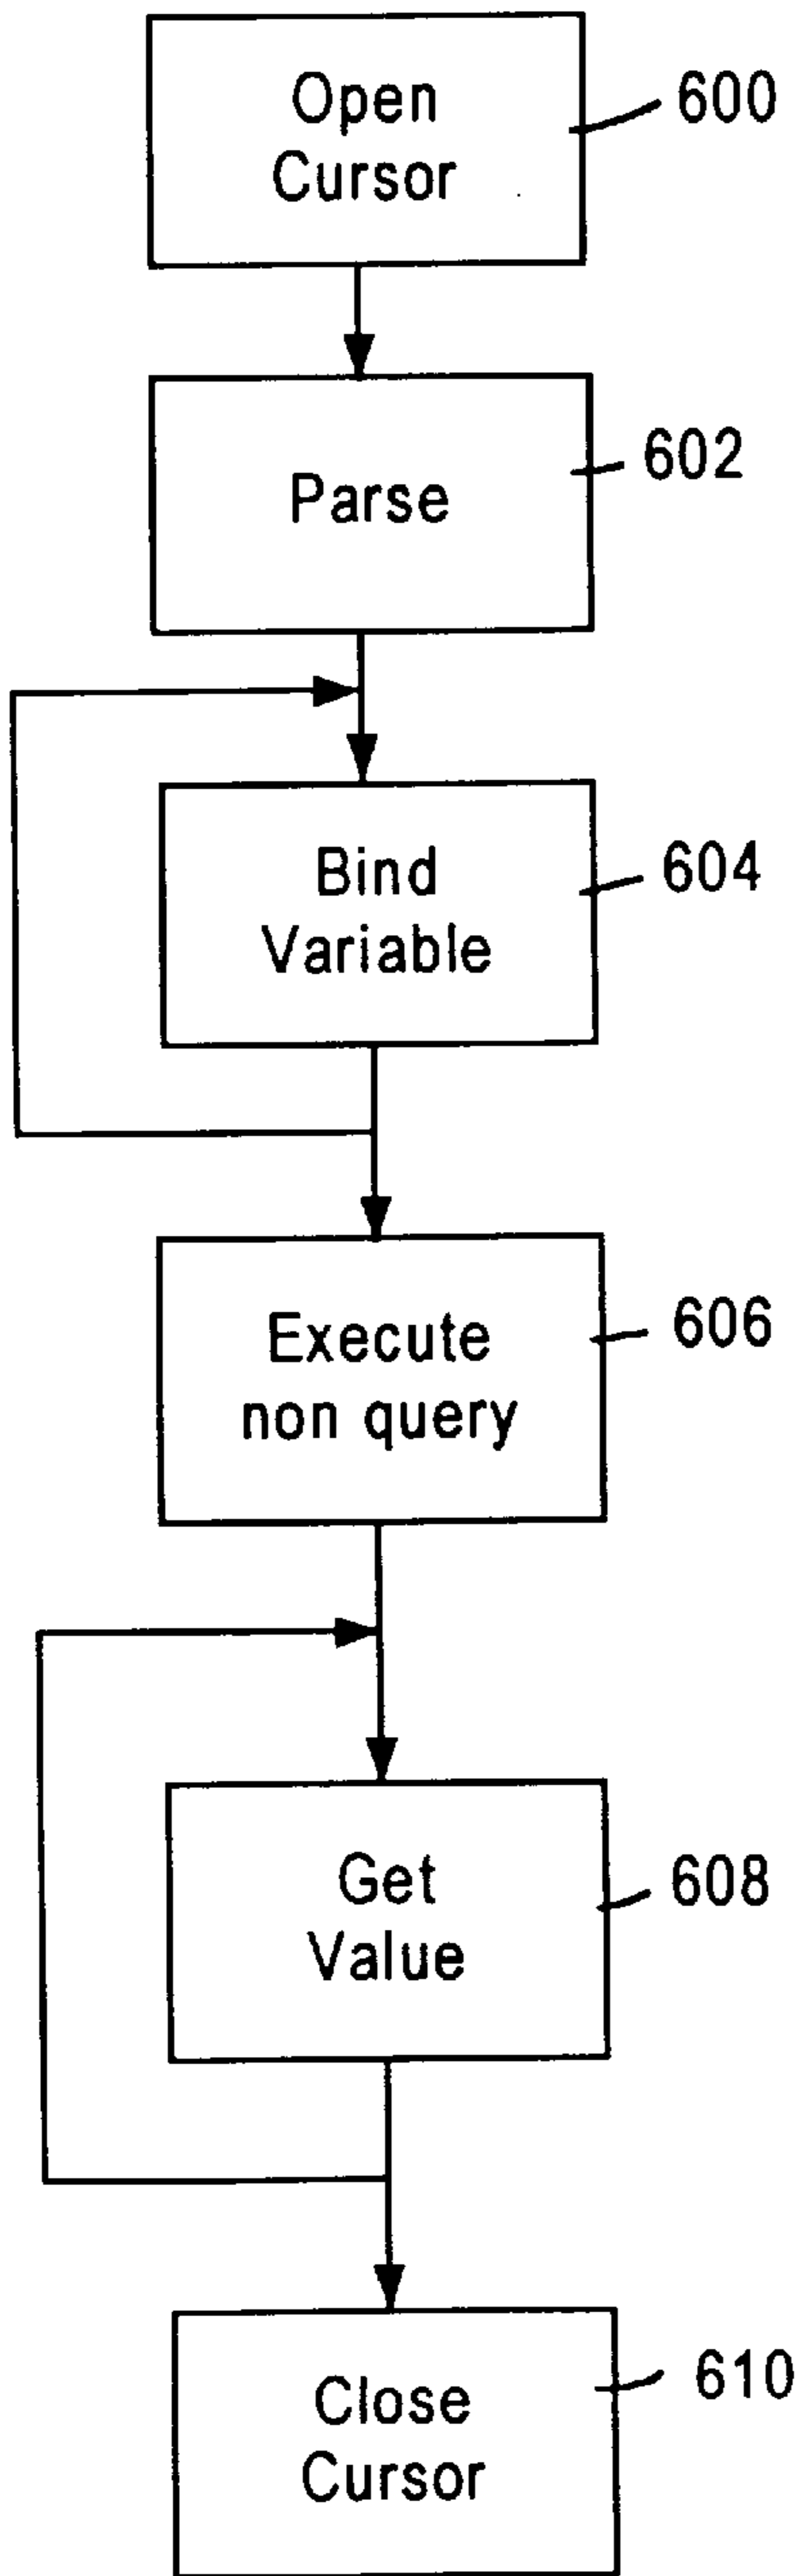 Open
Cursor
600
Parse
602
Bind
Variable
604
Execute
non query
606
Get
Value
608
Close
Cursor
610